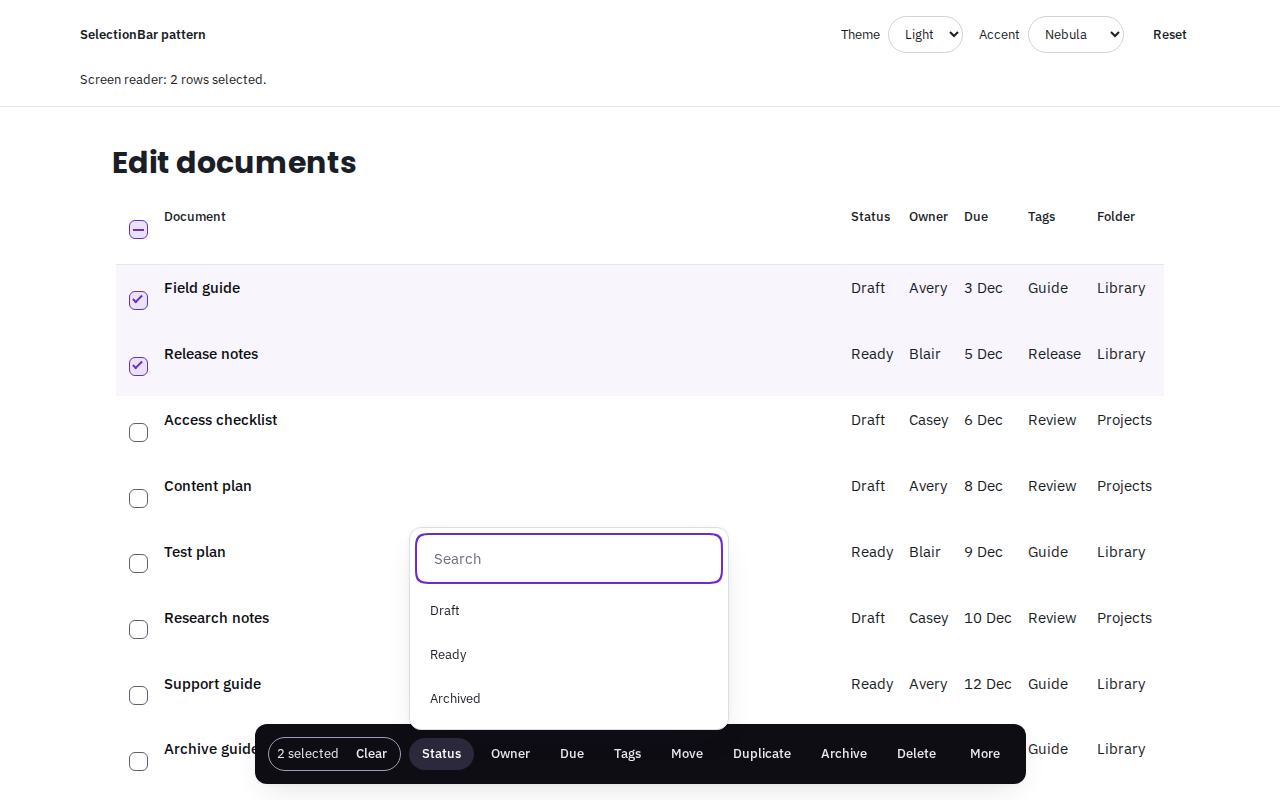 SelectionBar pattern Theme Light Accent Nebula Reset
Screen reader: 2 rows selected.
Edit documents
Document Status Owner Due Tags Folder
Field guide Draft Avery 3 Dec Guide Library
Release notes Ready Blair 5 Dec Release Library
Access checklist Draft Casey 6 Dec Review Projects
Content plan Draft Avery 8 Dec Review Projects
Test plan Ready Blair 9 Dec Guide Library
Search
Draft
Ready
Archived
Research notes Draft Casey 10 Dec Review Projects
Support guide Ready Avery 12 Dec Guide Library
Archive guide Guide Library
2 selected Clear Status Owner Due Tags Move Duplicate Archive Delete More